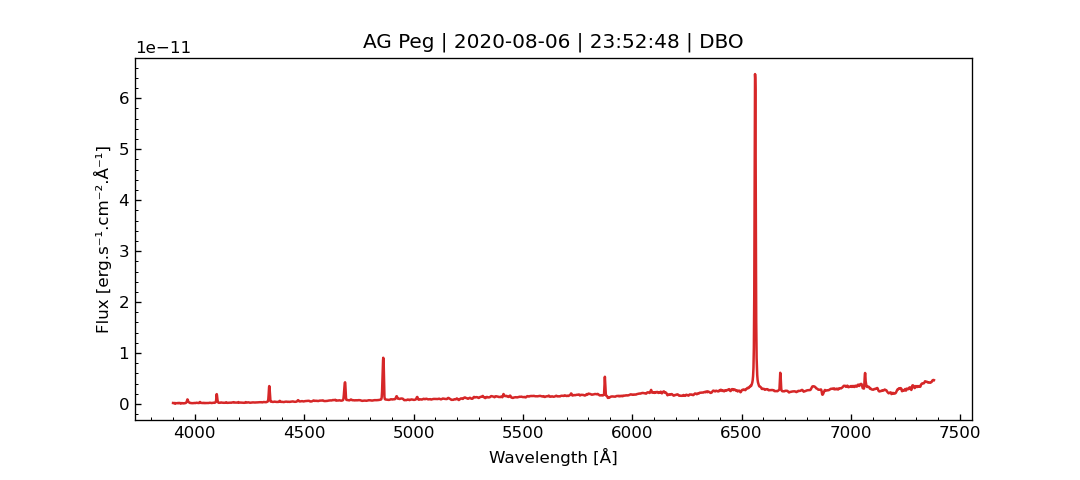 AG Peg | 2020-08-06 | 23:52:48 | DBO
1e−11
6
5
4
3
2
1
0
Flux [erg.s⁻¹.cm⁻².Å⁻¹]
4000 4500 5000 5500 6000 6500 7000 7500
Wavelength [Å]